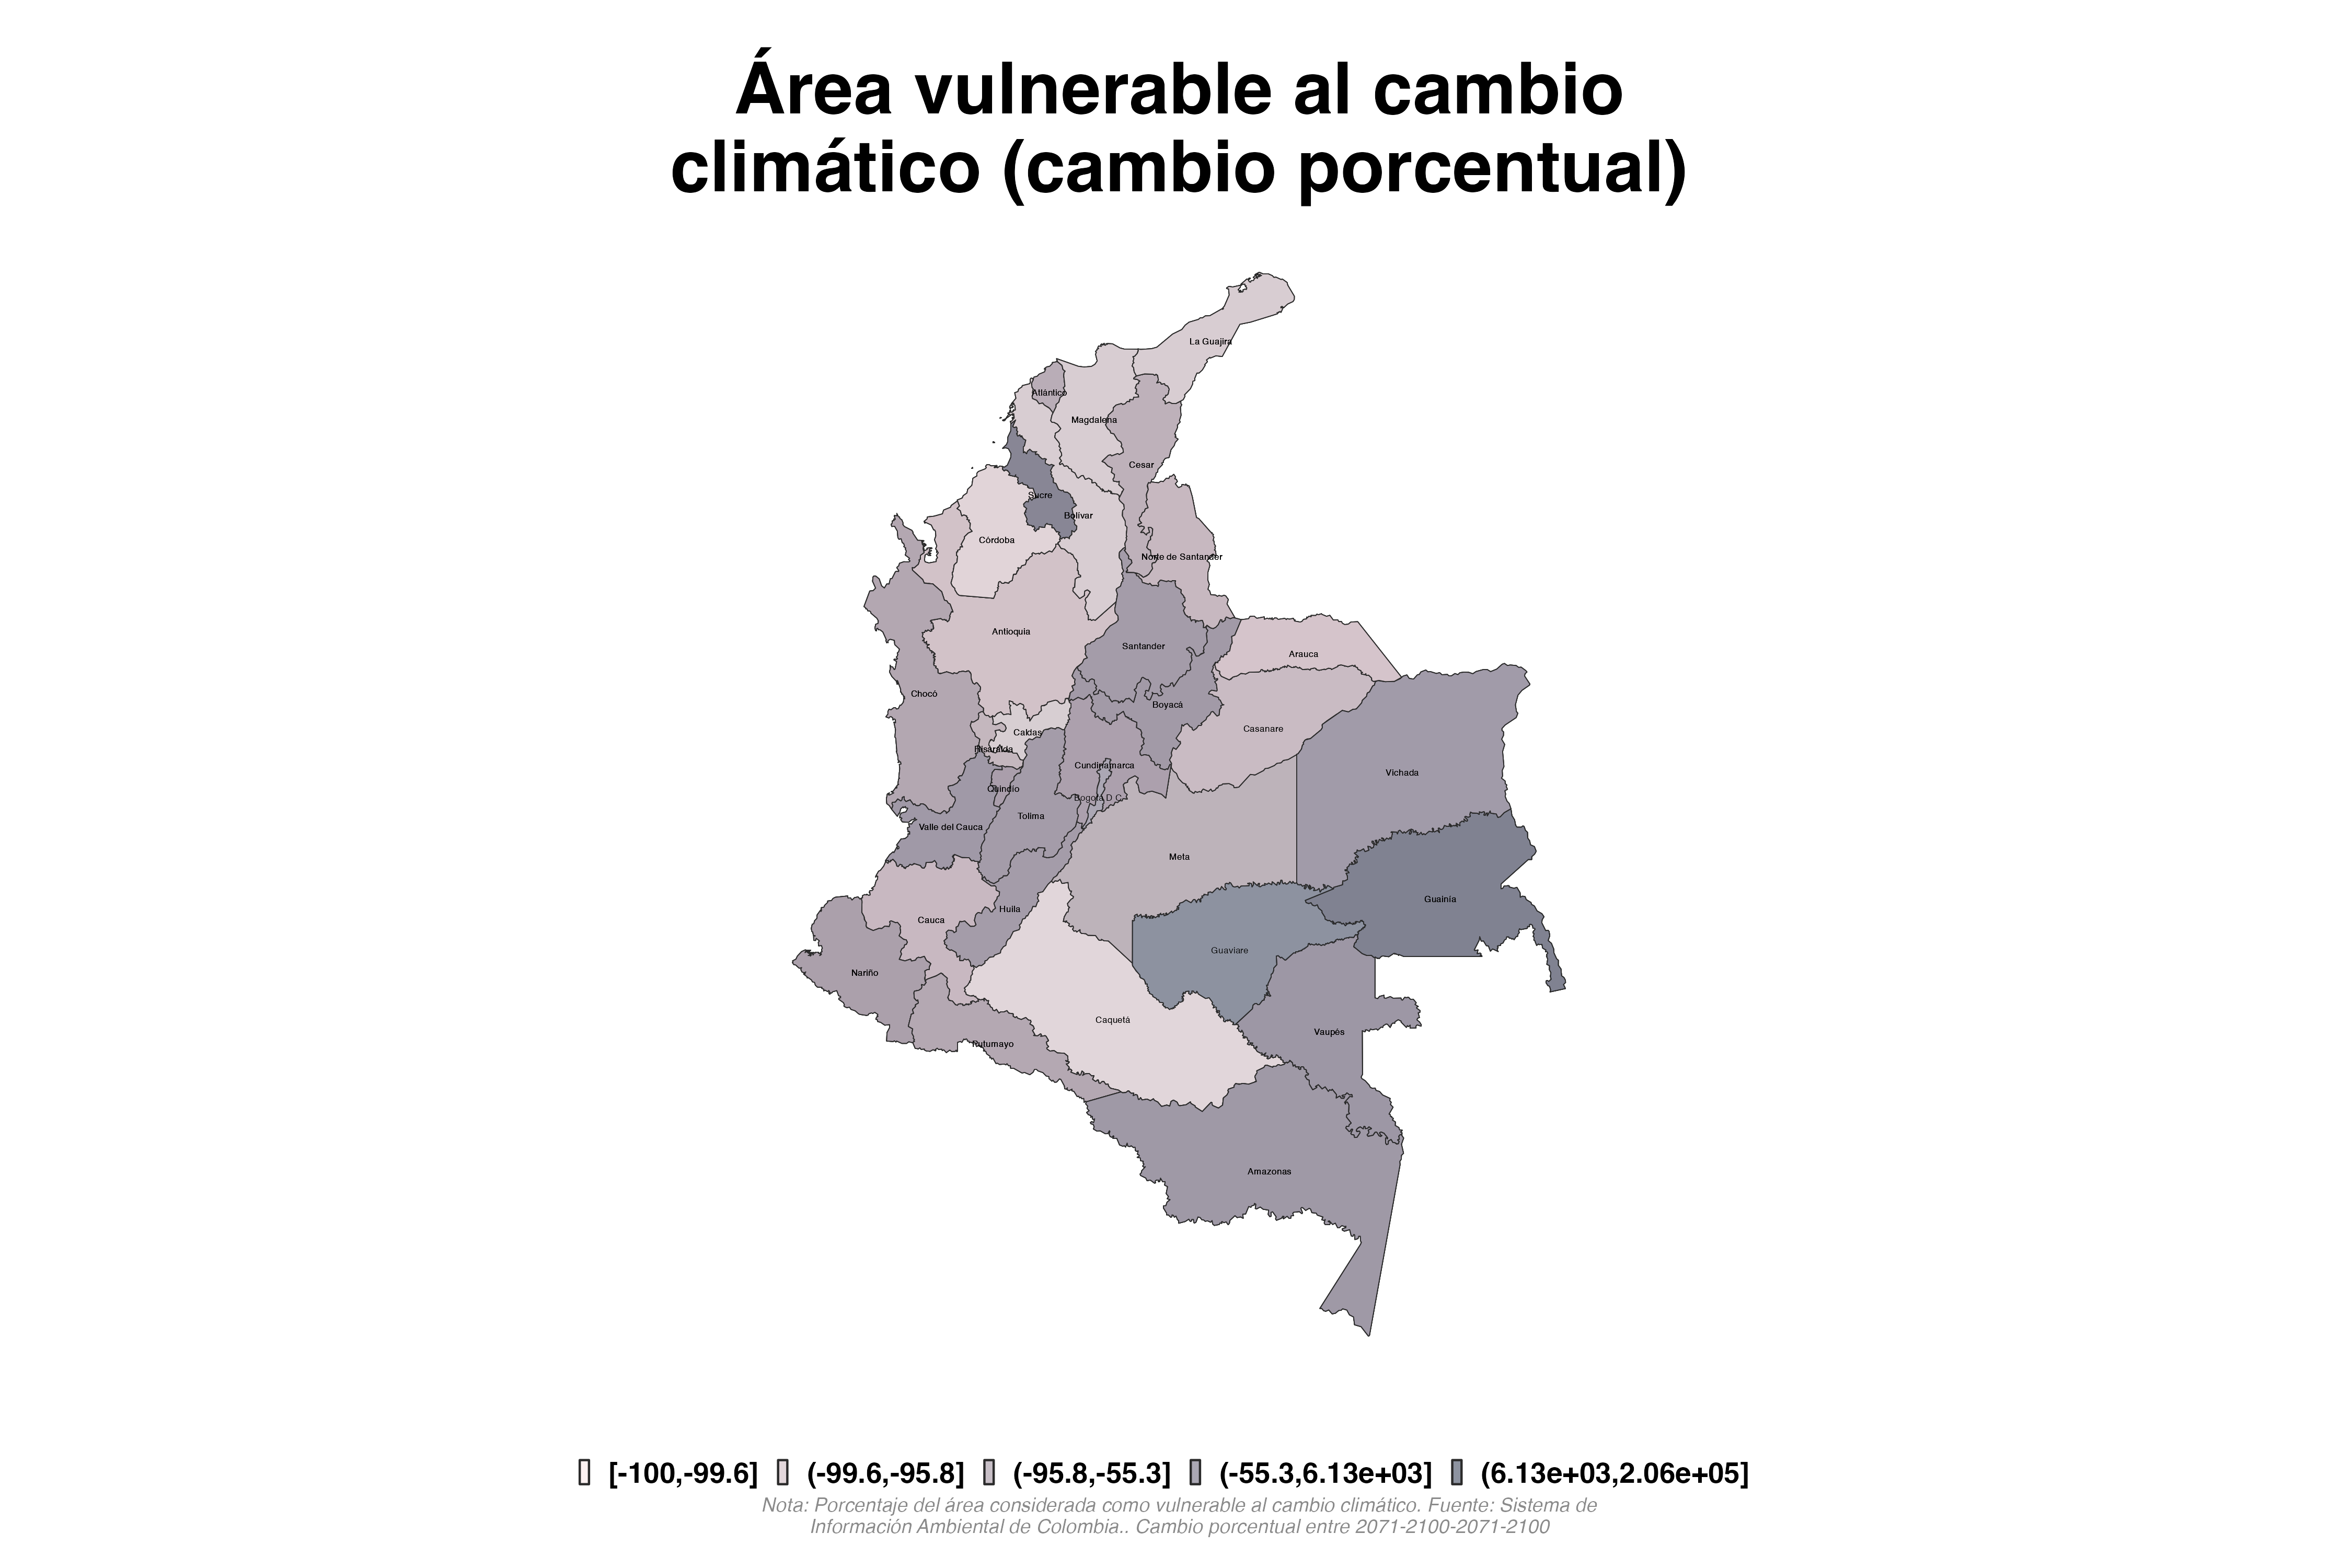 Área vulnerable al cambio
climático (cambio porcentual)
La Guajira
Atlántico
Magdalena
Cesar
Sucre
Bolívar
Córdoba
Norte de Santander
Antioquia
Santander
Arauca
Chocó
Boyacá
Casanare
Caldas
Risaralda
Cundinamarca
Vichada
Quindío
Bogotá D.C.
Tolima
Valle del Cauca
Meta
Guainía
Huila
Cauca
Guaviare
Nariño
Caquetá
Vaupés
Putumayo
Amazonas
[-100,-99.6] (-99.6,-95.8] (-95.8,-55.3] (-55.3,6.13e+03] (6.13e+03,2.06e+05]
Nota: Porcentaje del área considerada como vulnerable al cambio climático. Fuente: Sistema de
Información Ambiental de Colombia.. Cambio porcentual entre 2071-2100-2071-2100